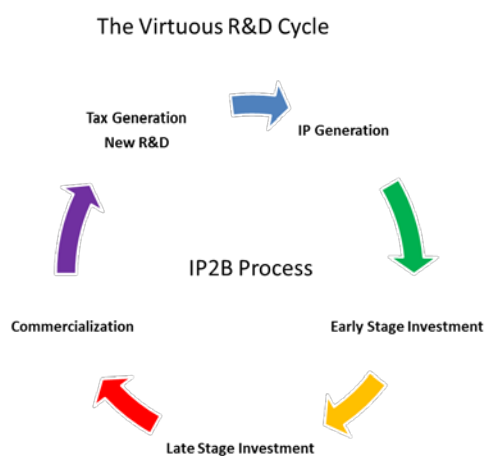 The Virtuous R&D Cycle
Tax Generation
New R&D
IP Generation
IP2B Process
Commercialization
Early Stage Investment
Late Stage Investment